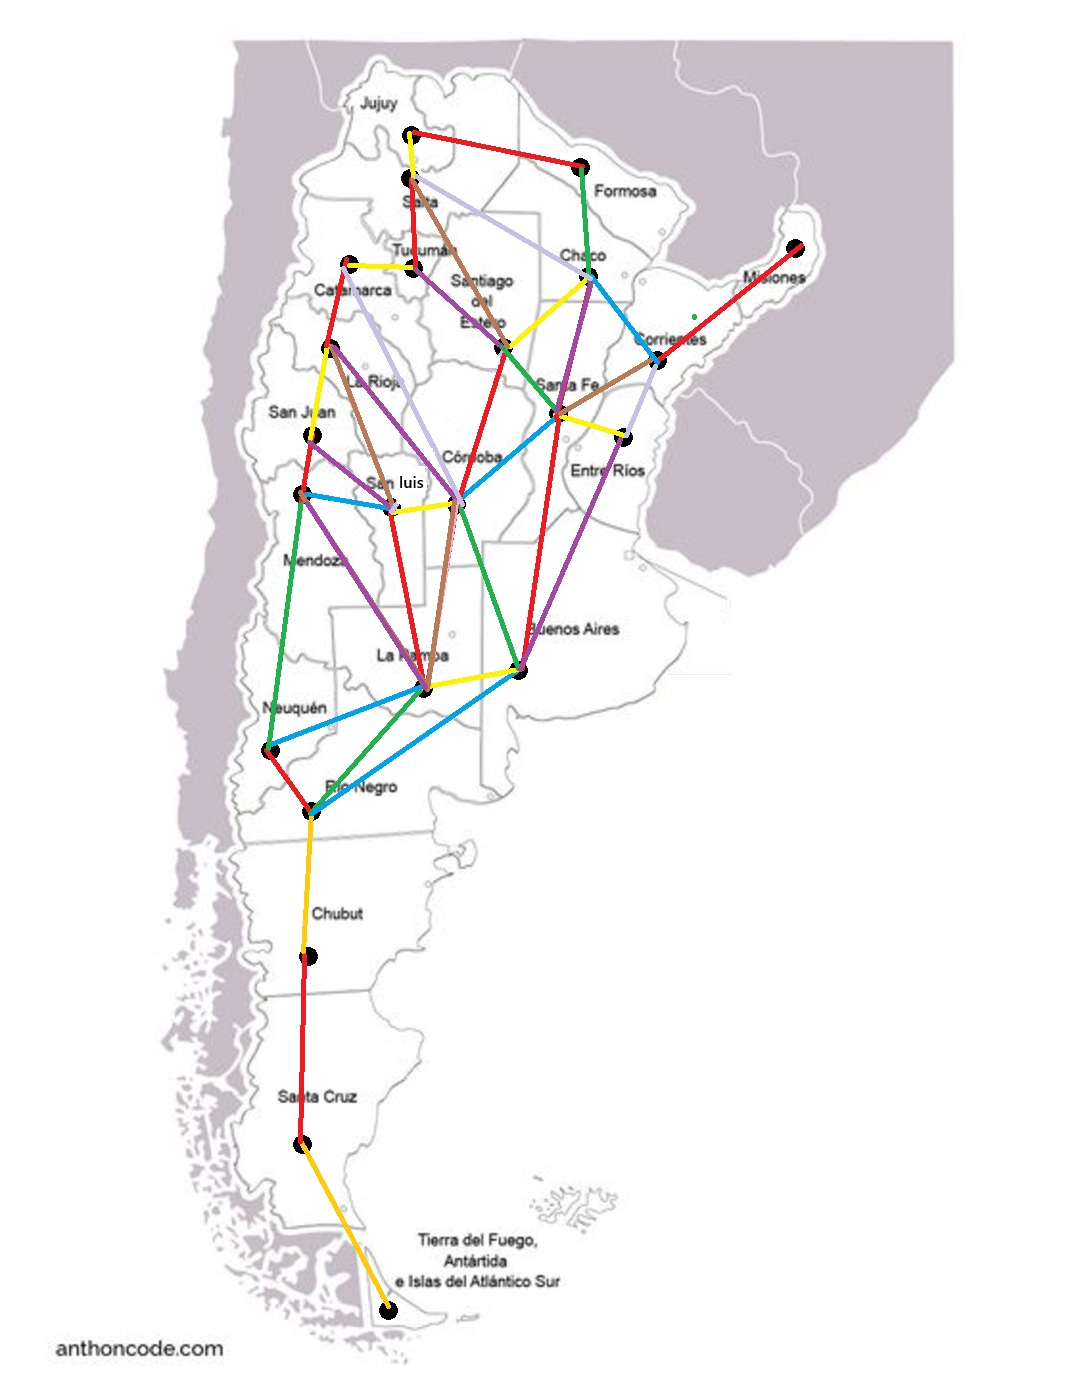 Jujuy
Formosa
Salta
Tucumán
Chaco
Santiago
del
Estero
Catamarca
Misiones
Corrientes
La Rioja
Santa Fe
San Juan
Córdoba
Entre Ríos
San luis
Mendoza
Buenos Aires
La Pampa
Neuquén
Río Negro
Chubut
Santa Cruz
Tierra del Fuego,
Antártida
e Islas del Atlántico Sur
anthoncode.com